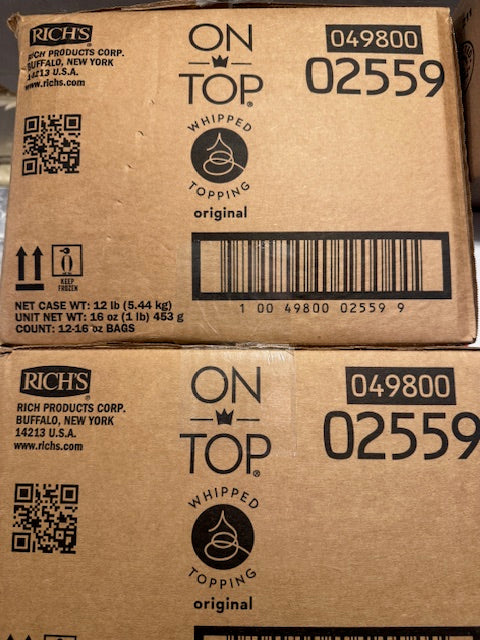 RICH'S
RICH PRODUCTS CORP.
BUFFALO, NEW YORK
14213 U.S.A.
www.richs.com
ON
TOP®
WHIPPED
TOPPING
original
049800
02559
KEEP
FROZEN
NET CASE WT: 12 lb (5.44 kg)
UNIT NET WT: 16 oz (1 lb) 453 g
COUNT: 12-16 oz BAGS
1 00 49800 02559 9
RICH'S®
RICH PRODUCTS CORP.
BUFFALO, NEW YORK
14213 U.S.A.
www.richs.com
ON
TOP®
WHIPPED
TOPPING
original
049800
02559